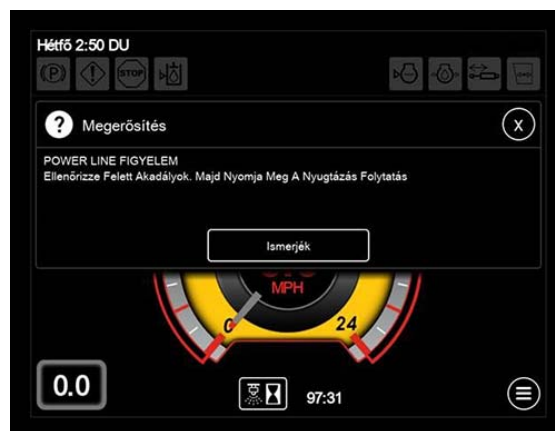 Hétfő 2:50 DU
(P)
STOP
? Megerősítés
X
POWER LINE FIGYELEM
Ellenőrizze Felett Akadályok. Majd Nyomja Meg A Nyugtázás Folytatás
Ismerjék
MPH
0
24
0.0
97:31